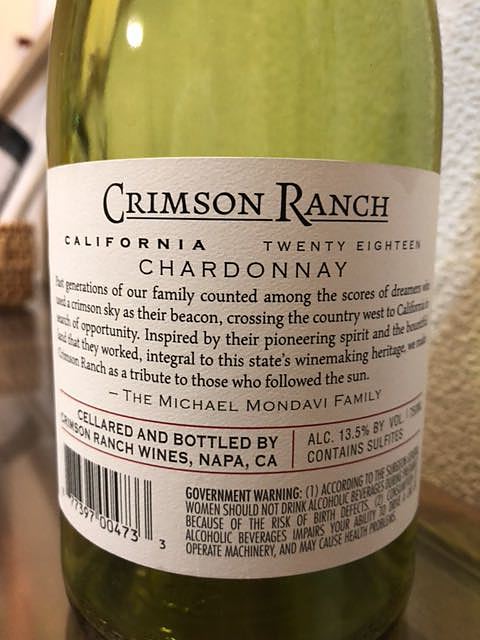 CRIMSON RANCH
CALIFORNIA TWENTY EIGHTEEN
CHARDONNAY
Past generations of our family counted among the scores of dreamers who
used a crimson sky as their beacon, crossing the country west to California in
search of opportunity. Inspired by their pioneering spirit and the bountiful
land that they worked, integral to this state's winemaking heritage, we make
Crimson Ranch as a tribute to those who followed the sun.
– THE MICHAEL MONDAVI FAMILY
CELLARED AND BOTTLED BY
CRIMSON RANCH WINES, NAPA, CA
ALC. 13.5% BY VOL. | 750ML
CONTAINS SULFITES
77397 00473 3
GOVERNMENT WARNING: (1) ACCORDING TO THE SURGEON GENERAL,
WOMEN SHOULD NOT DRINK ALCOHOLIC BEVERAGES DURING PREGNANCY
BECAUSE OF THE RISK OF BIRTH DEFECTS. (2) CONSUMPTION OF
ALCOHOLIC BEVERAGES IMPAIRS YOUR ABILITY TO DRIVE A CAR OR
OPERATE MACHINERY, AND MAY CAUSE HEALTH PROBLEMS.